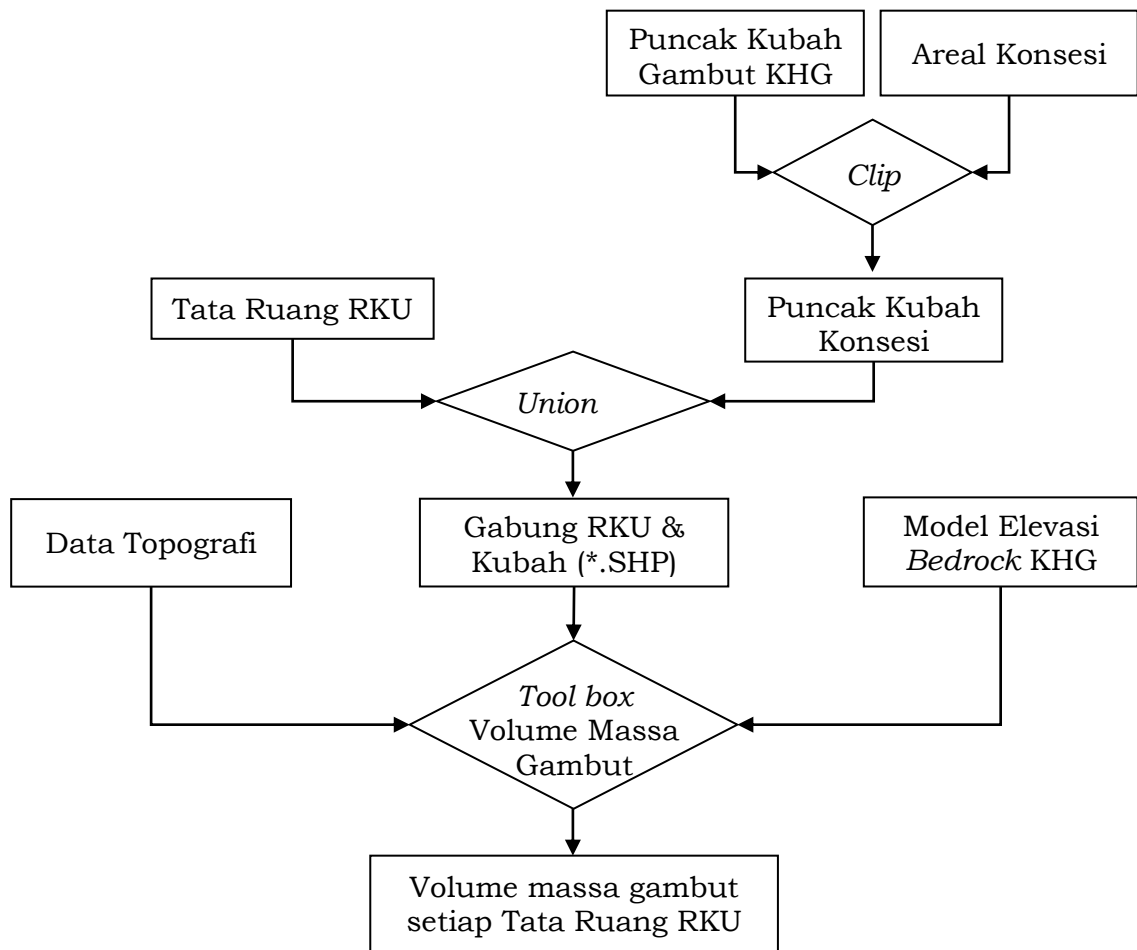 Puncak Kubah
Gambut KHG
Areal Konsesi
Clip
Tata Ruang RKU
Puncak Kubah
Konsesi
Union
Data Topografi
Gabung RKU &
Kubah (*.SHP)
Model Elevasi
Bedrock KHG
Tool box
Volume Massa
Gambut
Volume massa gambut
setiap Tata Ruang RKU